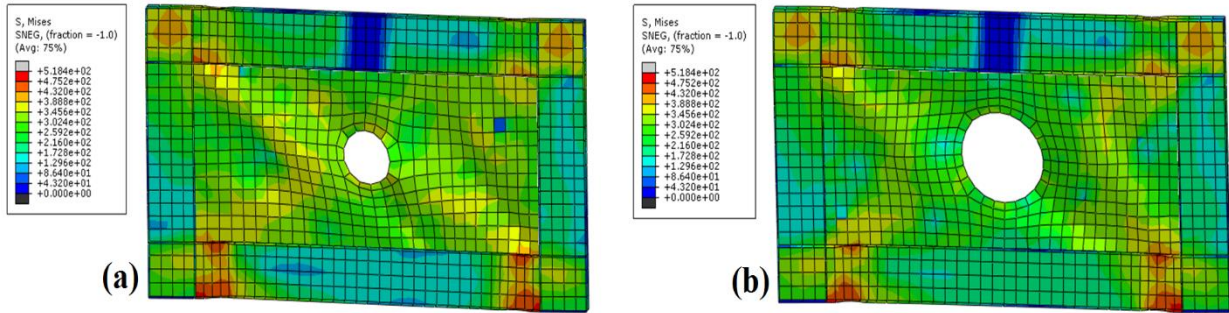 S, Mises
SNEG, (fraction = -1.0)
(Avg: 75%)
+5.184e+02
+4.752e+02
+4.320e+02
+3.888e+02
+3.456e+02
+3.024e+02
+2.592e+02
+2.160e+02
+1.728e+02
+1.296e+02
+8.640e+01
+4.320e+01
+0.000e+00
(a)
S, Mises
SNEG, (fraction = -1.0)
(Avg: 75%)
+5.184e+02
+4.752e+02
+4.320e+02
+3.888e+02
+3.456e+02
+3.024e+02
+2.592e+02
+2.160e+02
+1.728e+02
+1.296e+02
+8.640e+01
+4.320e+01
+0.000e+00
(b)